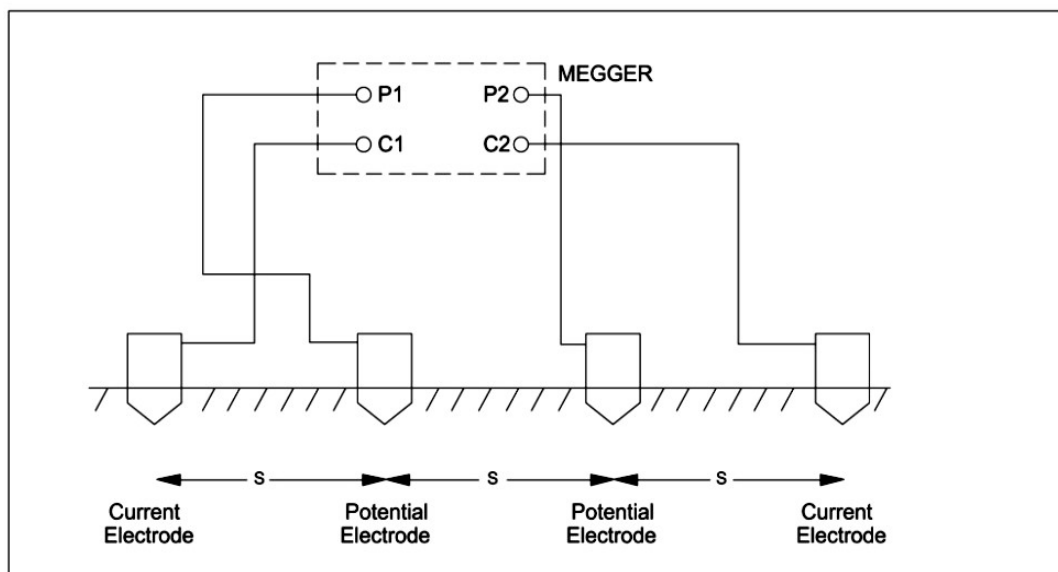 MEGGER
P1 P2
C1 C2
S S S
Current Potential Potential Current
Electrode Electrode Electrode Electrode